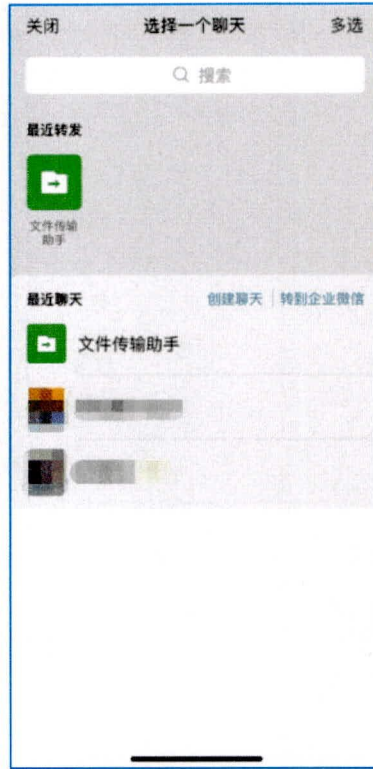 关闭 选择一个聊天 多选
搜索
最近转发
文件传输
助手
最近聊天 创建聊天 转到企业微信
文件传输助手